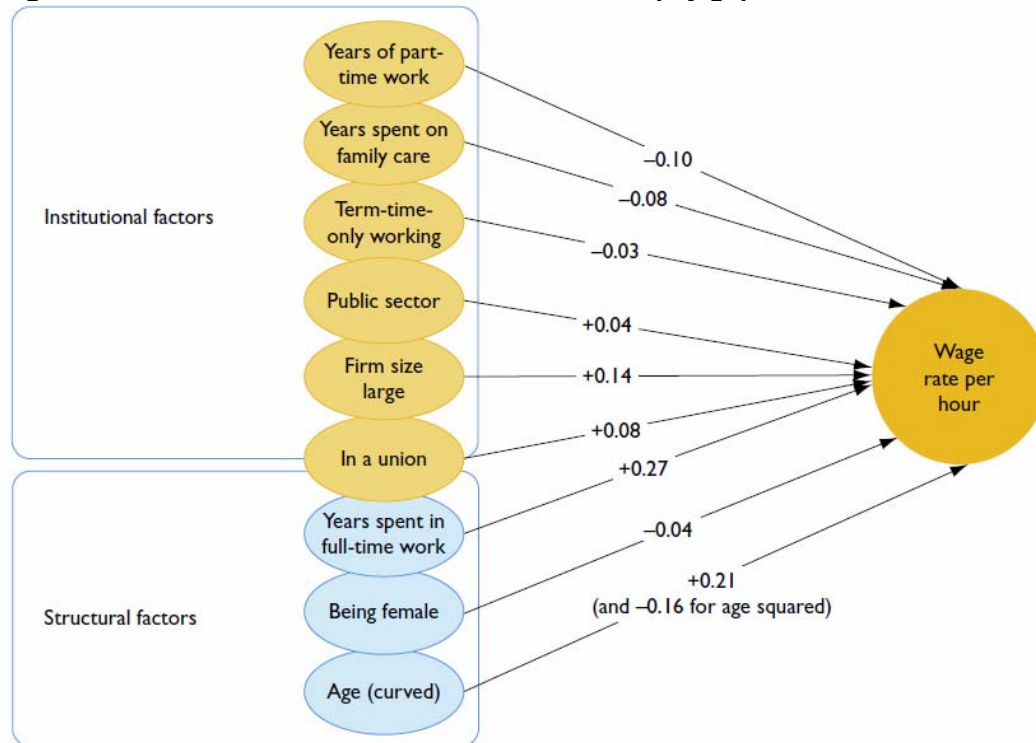 Years of part-
time work
Years spent on
family care
Term-time-
only working
Public sector
Firm size
large
In a union
Institutional factors
Years spent in
full-time work
Being female
Age (curved)
Structural factors
–0.10
–0.08
–0.03
+0.04
+0.14
+0.08
+0.27
–0.04
+0.21
(and –0.16 for age squared)
Wage
rate per
hour